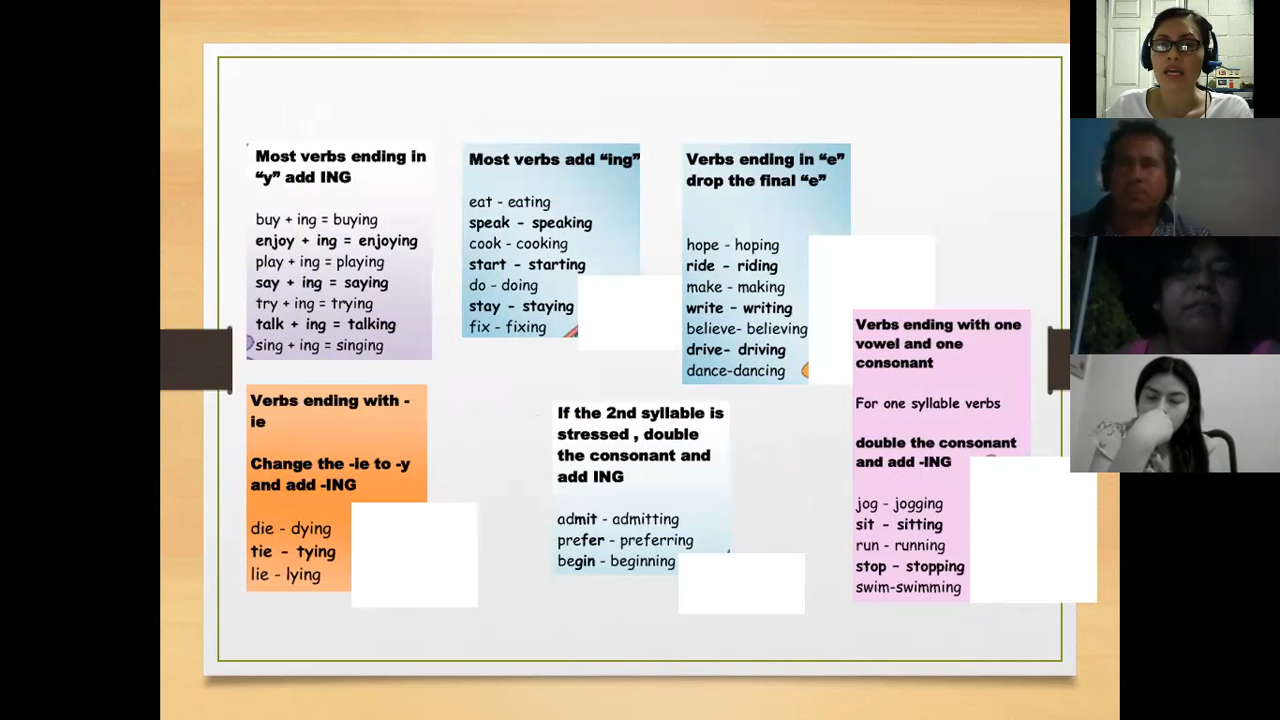 Most verbs ending in
“y” add ING
buy + ing = buying
enjoy + ing = enjoying
play + ing = playing
say + ing = saying
try + ing = trying
talk + ing = talking
sing + ing = singing
Most verbs add “ing”
eat - eating
speak - speaking
cook - cooking
start - starting
do - doing
stay - staying
fix - fixing
Verbs ending in “e”
drop the final “e”
hope - hoping
ride - riding
make - making
write - writing
believe- believing
drive- driving
dance-dancing
Verbs ending with -
ie
Change the -ie to -y
and add -ING
die - dying
tie - tying
lie - lying
If the 2nd syllable is
stressed , double
the consonant and
add ING
admit - admitting
prefer - preferring
begin - beginning
Verbs ending with one
vowel and one
consonant
For one syllable verbs
double the consonant
and add -ING
jog - jogging
sit - sitting
run - running
stop - stopping
swim-swimming